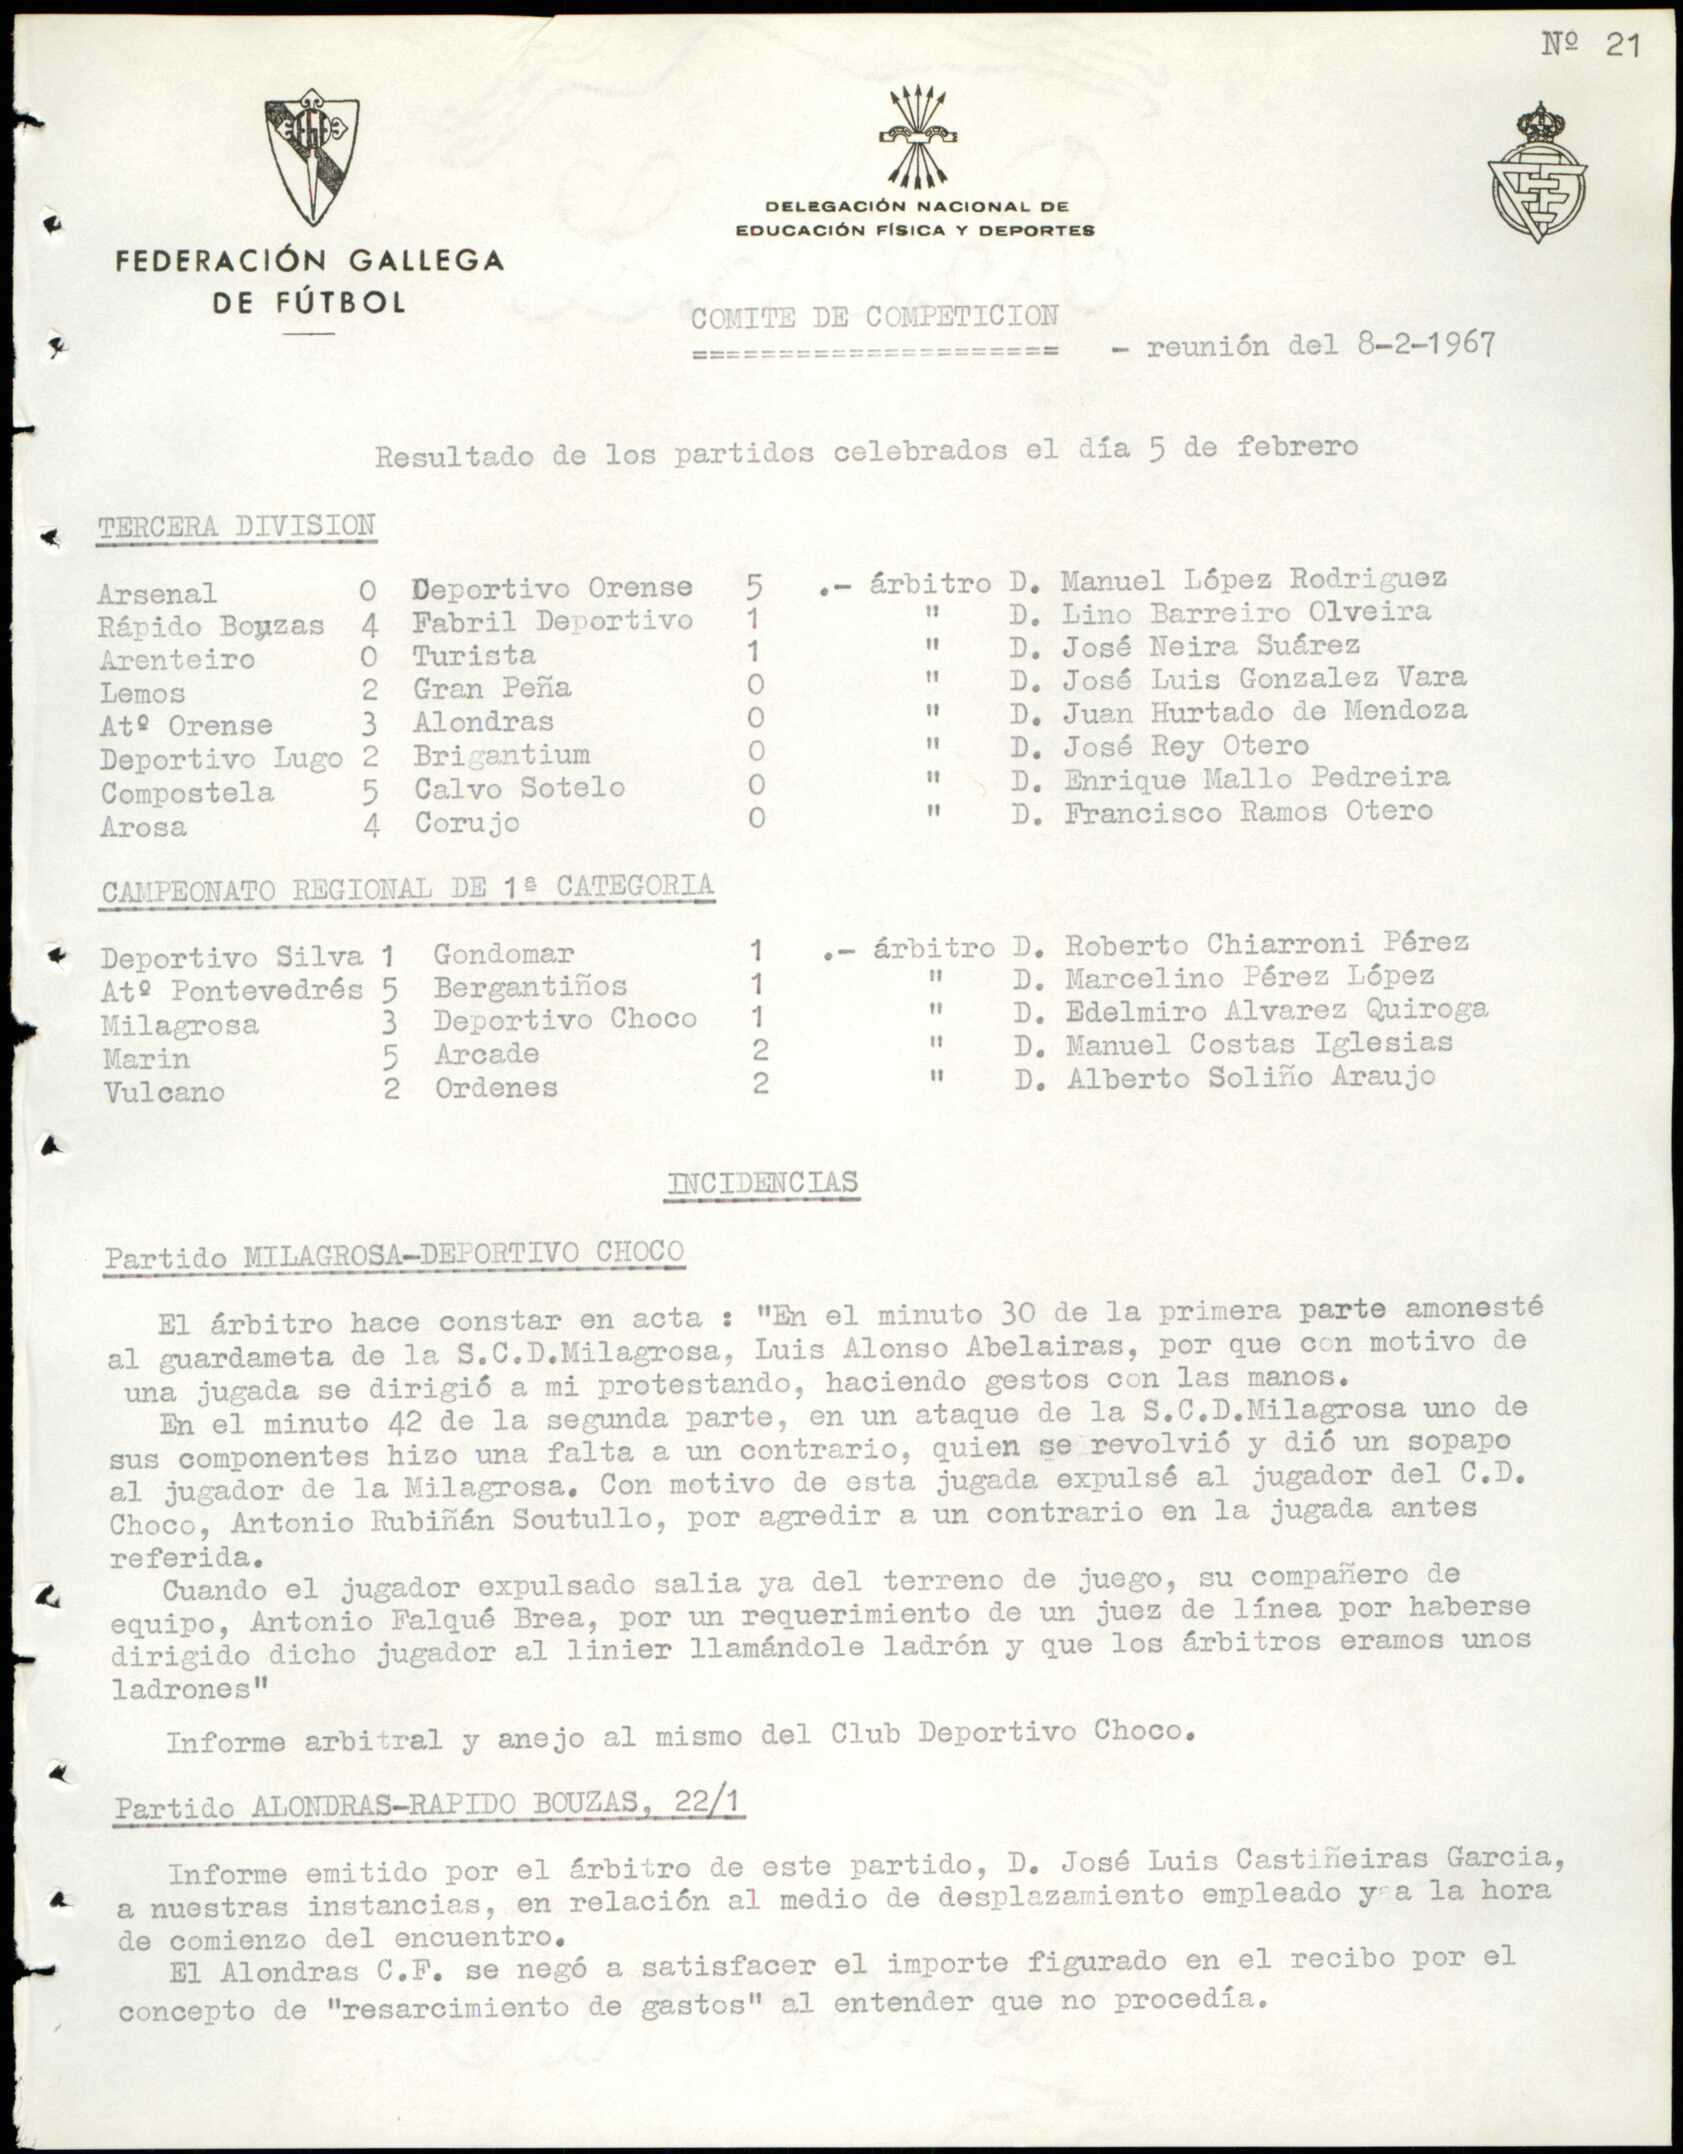 Nº 21
FEDERACIÓN GALLEGA
DE FÚTBOL
DELEGACIÓN NACIONAL DE
EDUCACIÓN FÍSICA Y DEPORTES
COMITE DE COMPETICION
====================== - reunión del 8-2-1967
Resultado de los partidos celebrados el día 5 de febrero
TERCERA DIVISION
Arsenal 0 Deportivo Orense 5 .- árbitro D. Manuel López Rodriguez
Rápido Bouzas 4 Fabril Deportivo 1 " D. Lino Barreiro Olveira
Arenteiro 0 Turista 1 " D. José Neira Suárez
Lemos 2 Gran Peña 0 " D. José Luis Gonzalez Vara
Atº Orense 3 Alondras 0 " D. Juan Hurtado de Mendoza
Deportivo Lugo 2 Brigantium 0 " D. José Rey Otero
Compostela 5 Calvo Sotelo 0 " D. Enrique Mallo Pedreira
Arosa 4 Corujo 0 " D. Francisco Ramos Otero
CAMPEONATO REGIONAL DE 1ª CATEGORIA
Deportivo Silva 1 Gondomar 1 .- árbitro D. Roberto Chiarroni Pérez
Atº Pontevedrés 5 Bergantiños 1 " D. Marcelino Pérez López
Milagrosa 3 Deportivo Choco 1 " D. Edelmiro Alvarez Quiroga
Marin 5 Arcade 2 " D. Manuel Costas Iglesias
Vulcano 2 Ordenes 2 " D. Alberto Soliño Araujo
INCIDENCIAS
Partido MILAGROSA-DEPORTIVO CHOCO
El árbitro hace constar en acta : "En el minuto 30 de la primera parte amonesté
al guardameta de la S.C.D.Milagrosa, Luis Alonso Abelairas, por que con motivo de
una jugada se dirigió a mi protestando, haciendo gestos con las manos.
En el minuto 42 de la segunda parte, en un ataque de la S.C.D.Milagrosa uno de
sus componentes hizo una falta a un contrario, quien se revolvió y dió un sopapo
al jugador de la Milagrosa. Con motivo de esta jugada expulsé al jugador del C.D.
Choco, Antonio Rubiñán Soutullo, por agredir a un contrario en la jugada antes
referida.
Cuando el jugador expulsado salia ya del terreno de juego, su compañero de
equipo, Antonio Falqué Brea, por un requerimiento de un juez de línea por haberse
dirigido dicho jugador al linier llamándole ladrón y que los árbitros eramos unos
ladrones"
Informe arbitral y anejo al mismo del Club Deportivo Choco.
Partido ALONDRAS-RAPIDO BOUZAS, 22/1
Informe emitido por el árbitro de este partido, D. José Luis Castiñeiras Garcia,
a nuestras instancias, en relación al medio de desplazamiento empleado y a la hora
de comienzo del encuentro.
El Alondras C.F. se negó a satisfacer el importe figurado en el recibo por el
concepto de "resarcimiento de gastos" al entender que no procedía.